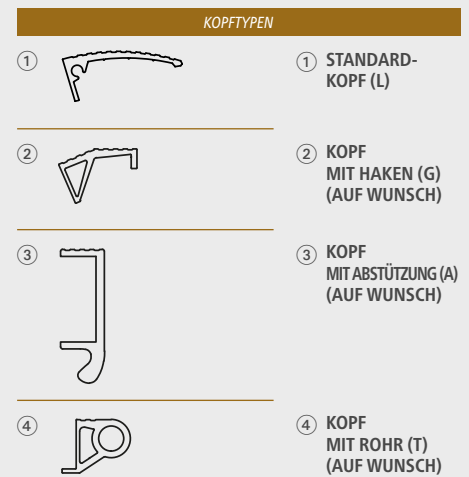 KOPFTYPEN
① ① STANDARD-
KOPF (L)
② ② KOPF
MIT HAKEN (G)
(AUF WUNSCH)
③ ③ KOPF
MIT ABSTÜTZUNG (A)
(AUF WUNSCH)
④ ④ KOPF
MIT ROHR (T)
(AUF WUNSCH)